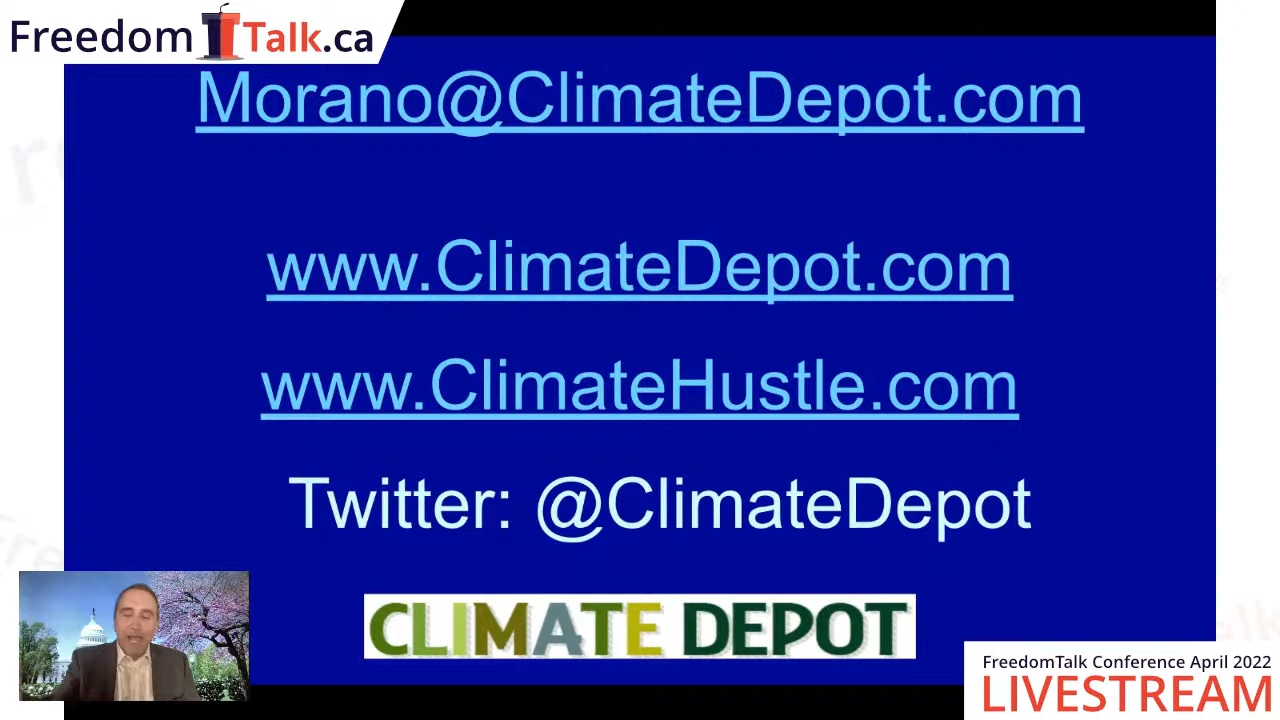 FreedomTalk.ca
Morano@ClimateDepot.com
www.ClimateDepot.com
www.ClimateHustle.com
Twitter: @ClimateDepot
CLIMATE DEPOT
FreedomTalk Conference April 2022
LIVESTREAM